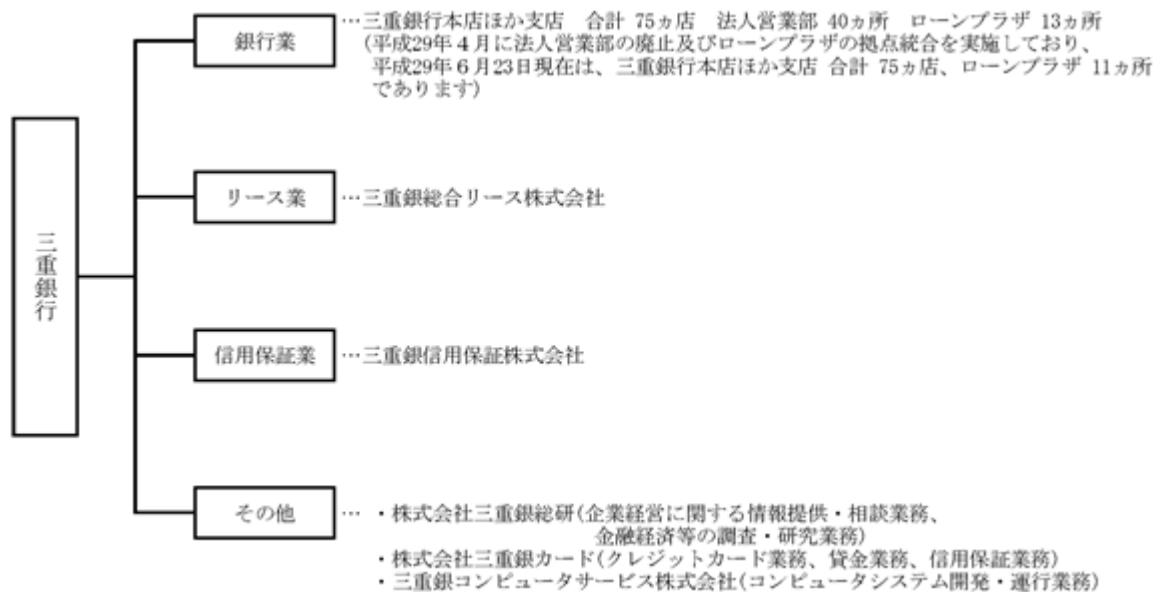 三重銀行
銀行業
…三重銀行本店ほか支店 合計 75ヵ店 法人営業部 40ヵ所 ローンプラザ 13ヵ所
(平成29年4月に法人営業部の廃止及びローンプラザの拠点統合を実施しており、
平成29年6月23日現在は、三重銀行本店ほか支店 合計 75ヵ店、ローンプラザ 11ヵ所
であります)
リース業
…三重銀総合リース株式会社
信用保証業
…三重銀信用保証株式会社
その他
… ・株式会社三重銀総研(企業経営に関する情報提供・相談業務、
金融経済等の調査・研究業務)
・株式会社三重銀カード(クレジットカード業務、貸金業務、信用保証業務)
・三重銀コンピュータサービス株式会社(コンピュータシステム開発・運行業務)